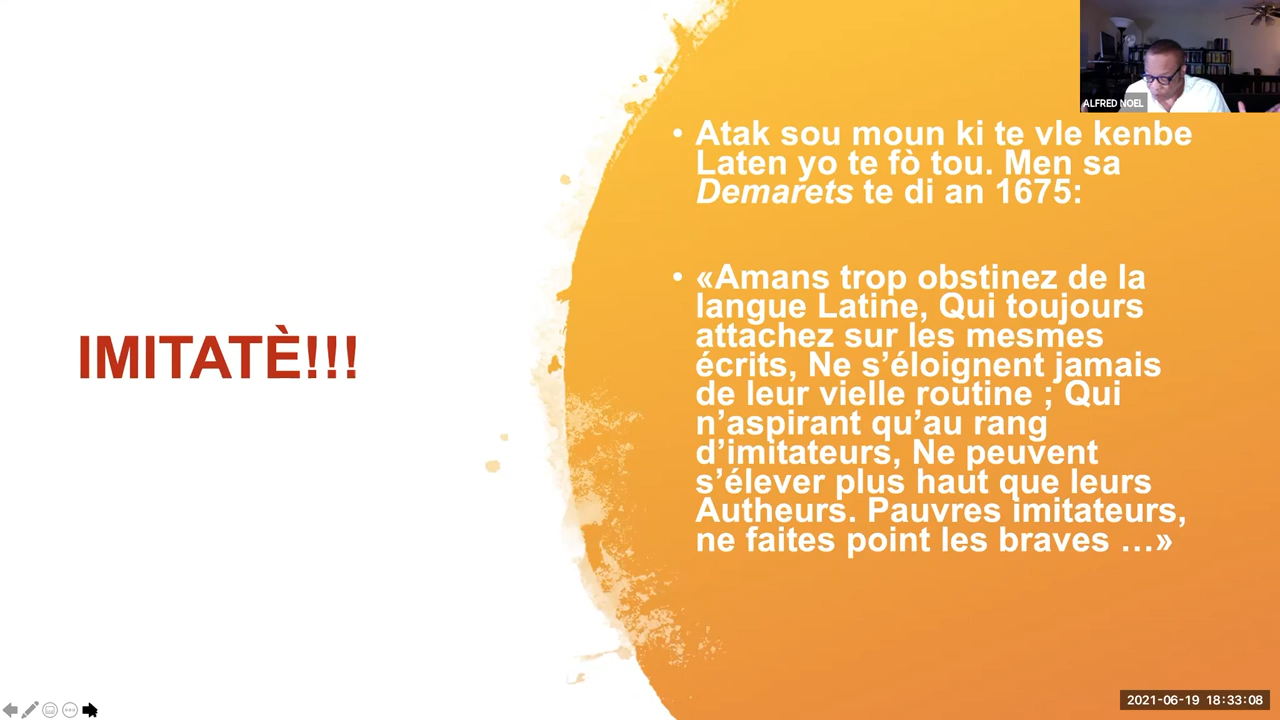 IMITATÈ!!!
• Atak sou moun ki te vle kenbe
Laten yo te fò tou. Men sa
Demarets te di an 1675:
• «Amans trop obstinez de la
langue Latine, Qui toujours
attachez sur les mesmes
écrits, Ne s’éloignent jamais
de leur vielle routine ; Qui
n’aspirant qu’au rang
d’imitateurs, Ne peuvent
s’élever plus haut que leurs
Autheurs. Pauvres imitateurs,
ne faites point les braves …»
ALFRED NOEL
2021-06-19 18:33:08